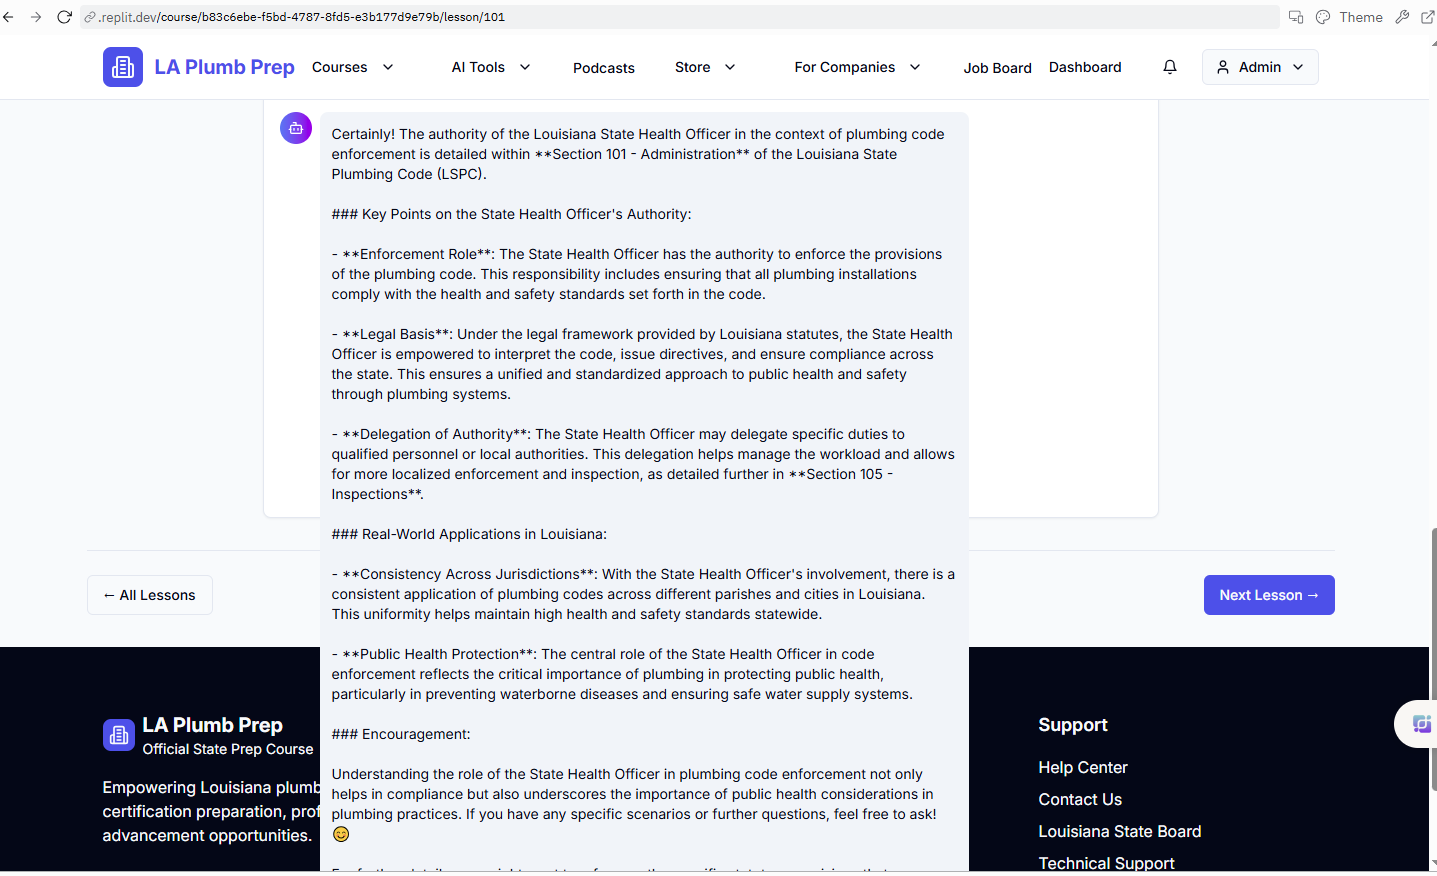 .replit.dev/course/b83c6ebe-f5bd-4787-8fd5-e3b177d9e79b/lesson/101
Theme
LA Plumb Prep
Courses
AI Tools
Podcasts
Store
For Companies
Job Board
Dashboard
Admin
Certainly! The authority of the Louisiana State Health Officer in the context of plumbing code
enforcement is detailed within **Section 101 - Administration** of the Louisiana State
Plumbing Code (LSPC).
### Key Points on the State Health Officer's Authority:
- **Enforcement Role**: The State Health Officer has the authority to enforce the provisions
of the plumbing code. This responsibility includes ensuring that all plumbing installations
comply with the health and safety standards set forth in the code.
- **Legal Basis**: Under the legal framework provided by Louisiana statutes, the State Health
Officer is empowered to interpret the code, issue directives, and ensure compliance across
the state. This ensures a unified and standardized approach to public health and safety
through plumbing systems.
- **Delegation of Authority**: The State Health Officer may delegate specific duties to
qualified personnel or local authorities. This delegation helps manage the workload and allows
for more localized enforcement and inspection, as detailed further in **Section 105 -
Inspections**.
### Real-World Applications in Louisiana:
- **Consistency Across Jurisdictions**: With the State Health Officer's involvement, there is a
consistent application of plumbing codes across different parishes and cities in Louisiana.
This uniformity helps maintain high health and safety standards statewide.
- **Public Health Protection**: The central role of the State Health Officer in code
enforcement reflects the critical importance of plumbing in protecting public health,
particularly in preventing waterborne diseases and ensuring safe water supply systems.
### Encouragement:
Understanding the role of the State Health Officer in plumbing code enforcement not only
helps in compliance but also underscores the importance of public health considerations in
plumbing practices. If you have any specific scenarios or further questions, feel free to ask!
😊
← All Lessons
Next Lesson →
LA Plumb Prep
Official State Prep Course
Empowering Louisiana plumb
certification preparation, prof
advancement opportunities.
Support
Help Center
Contact Us
Louisiana State Board
Technical Support